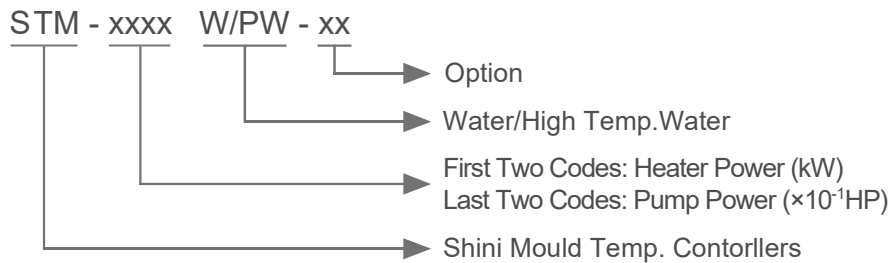 STM - xxxx W/PW - xx
Option
Water/High Temp.Water
First Two Codes: Heater Power (kW)
Last Two Codes: Pump Power (×10⁻¹HP)
Shini Mould Temp. Contorllers